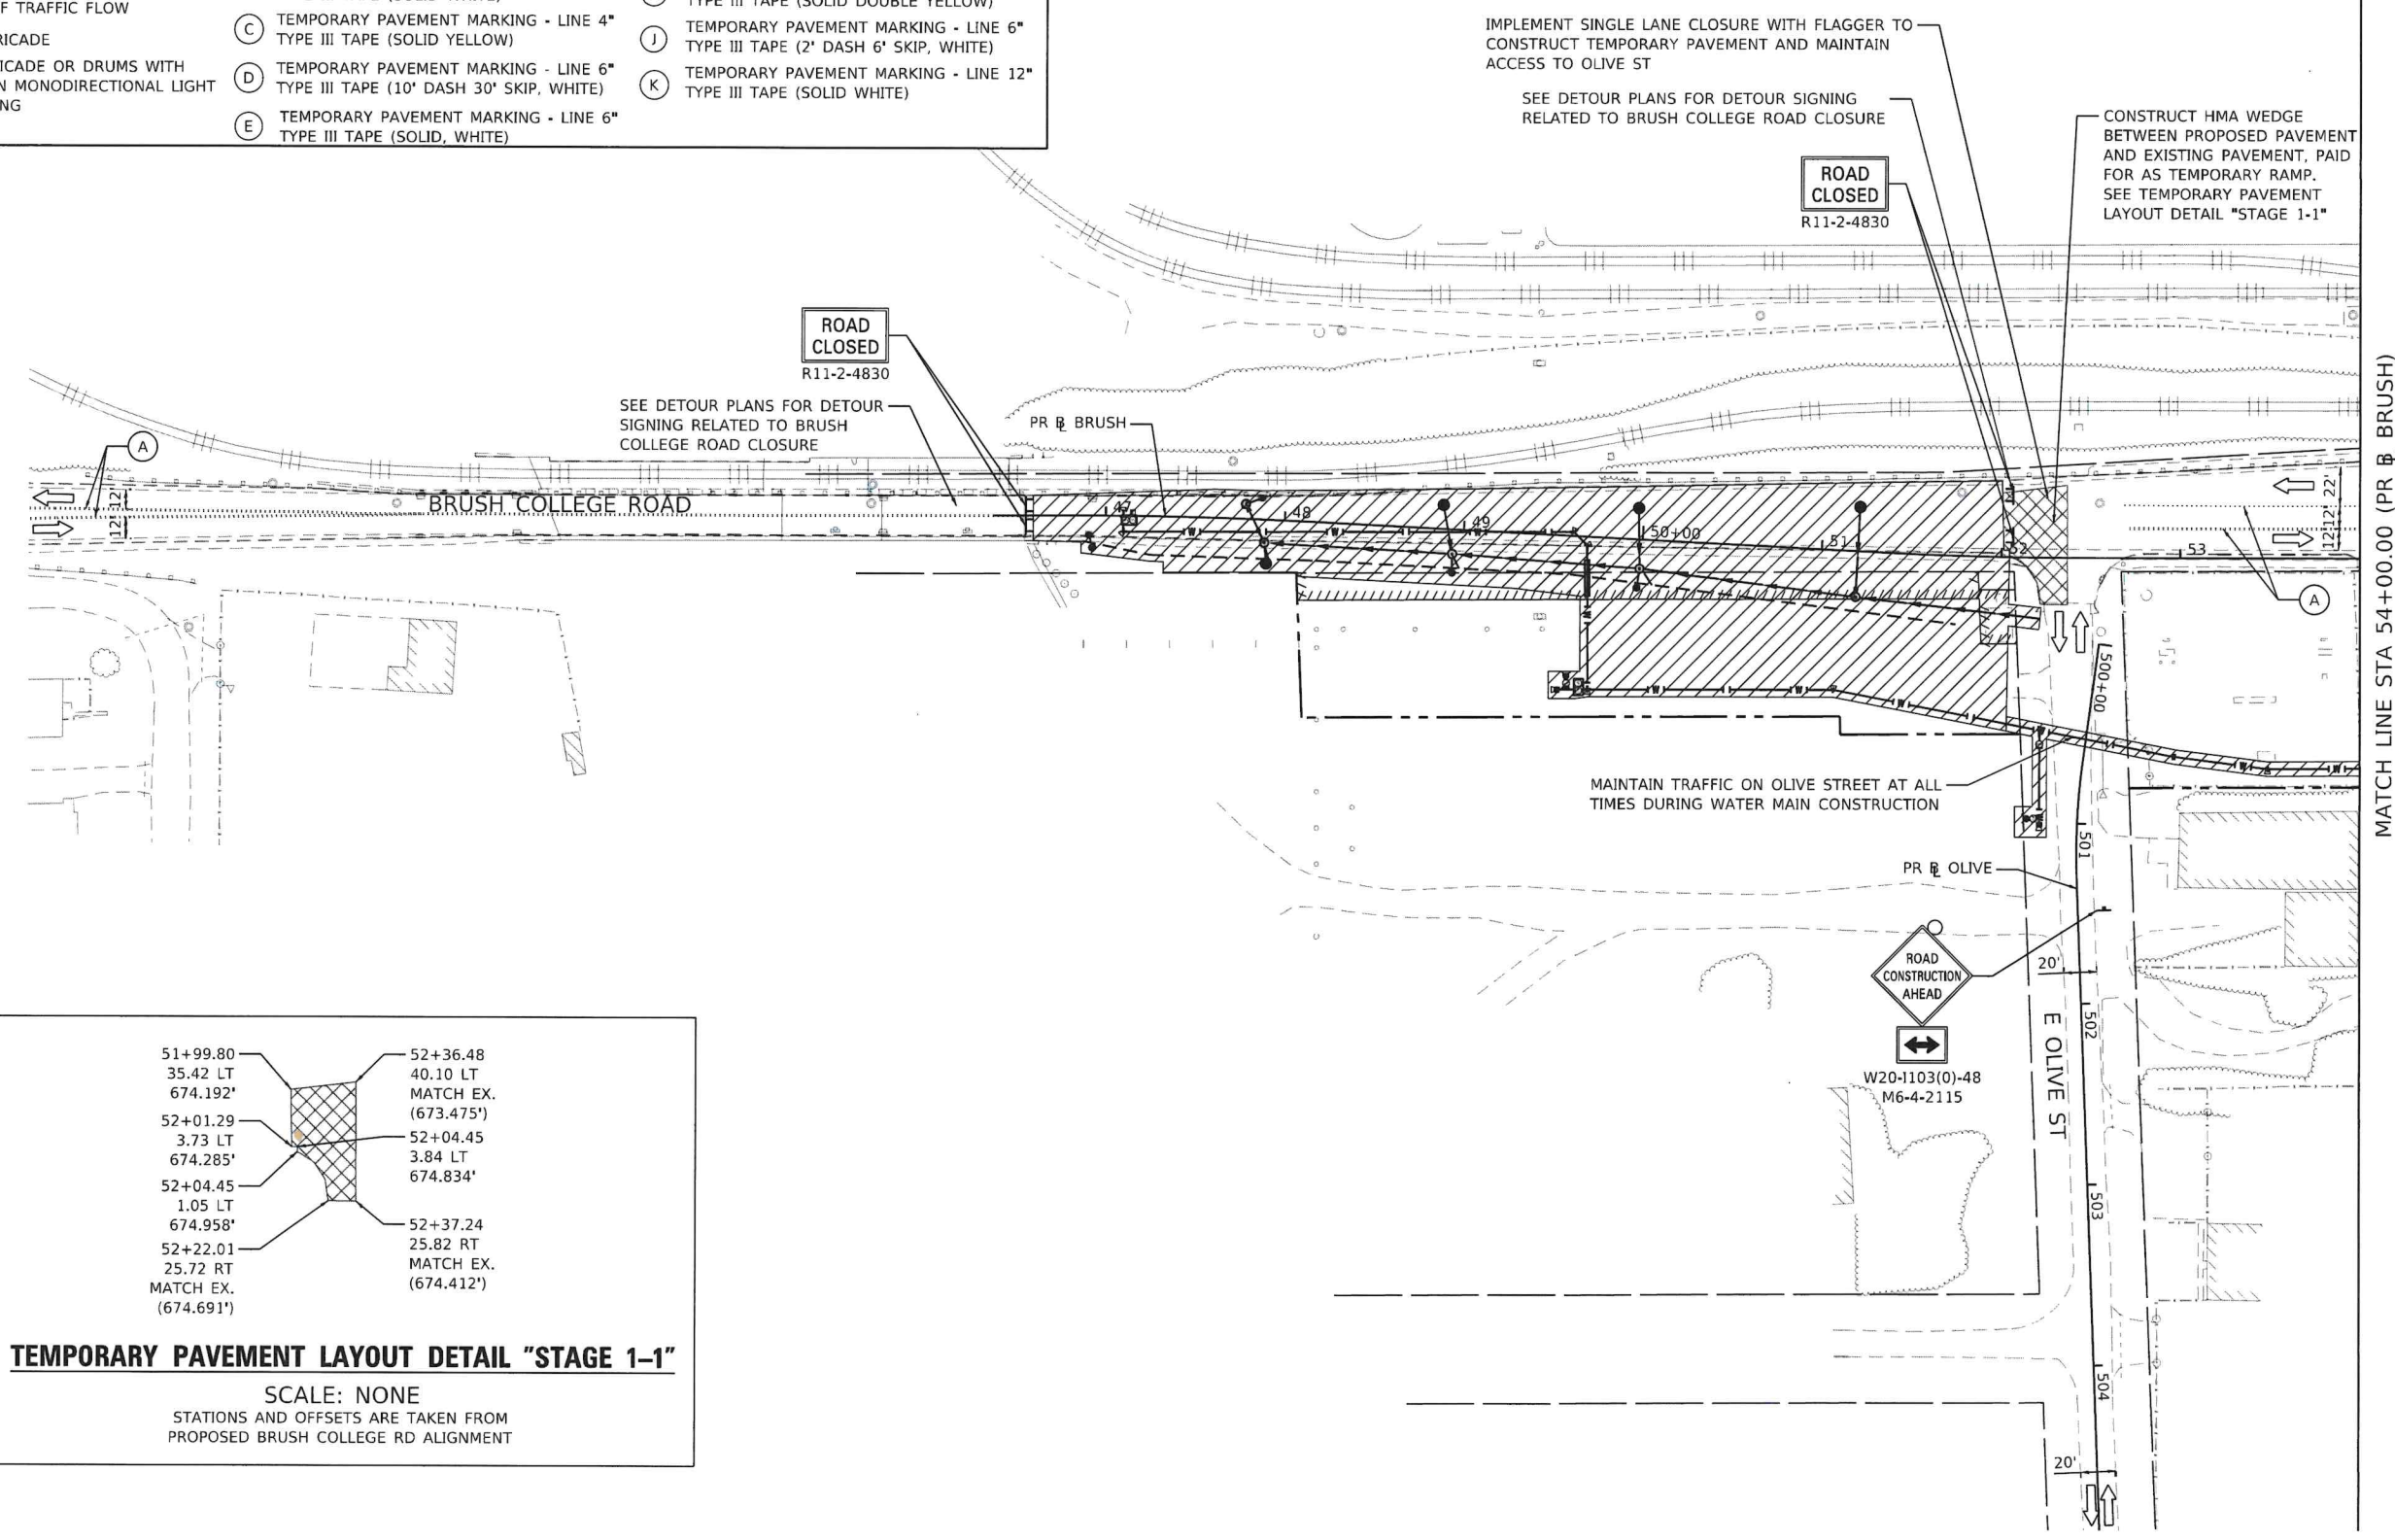 F TRAFFIC FLOW
RICADE
ICADE OR DRUMS WITH
N MONODIRECTIONAL LIGHT
NG
C
TEMPORARY PAVEMENT MARKING - LINE 4"
TYPE III TAPE (SOLID YELLOW)
D
TEMPORARY PAVEMENT MARKING - LINE 6"
TYPE III TAPE (10' DASH 30' SKIP, WHITE)
E
TEMPORARY PAVEMENT MARKING - LINE 6"
TYPE III TAPE (SOLID, WHITE)
TYPE III TAPE (SOLID DOUBLE YELLOW)
J
TEMPORARY PAVEMENT MARKING - LINE 6"
TYPE III TAPE (2' DASH 6' SKIP, WHITE)
K
TEMPORARY PAVEMENT MARKING - LINE 12"
TYPE III TAPE (SOLID WHITE)
IMPLEMENT SINGLE LANE CLOSURE WITH FLAGGER TO
CONSTRUCT TEMPORARY PAVEMENT AND MAINTAIN
ACCESS TO OLIVE ST
SEE DETOUR PLANS FOR DETOUR SIGNING
RELATED TO BRUSH COLLEGE ROAD CLOSURE
ROAD
CLOSED
R11-2-4830
CONSTRUCT HMA WEDGE
BETWEEN PROPOSED PAVEMENT
AND EXISTING PAVEMENT, PAID
FOR AS TEMPORARY RAMP.
SEE TEMPORARY PAVEMENT
LAYOUT DETAIL "STAGE 1-1"
ROAD
CLOSED
R11-2-4830
SEE DETOUR PLANS FOR DETOUR
SIGNING RELATED TO BRUSH
COLLEGE ROAD CLOSURE
PR BL BRUSH
A
12'
12'
BRUSH COLLEGE ROAD
47
48
49
50+00
51
52
53
22'
12'
12'
A
MATCH LINE STA 54+00.00 (PR BL BRUSH)
500+00
MAINTAIN TRAFFIC ON OLIVE STREET AT ALL
TIMES DURING WATER MAIN CONSTRUCTION
501
PR BL OLIVE
ROAD
CONSTRUCTION
AHEAD
W20-I103(0)-48
M6-4-2115
20'
E OLIVE ST
502
503
504
20'
51+99.80
35.42 LT
674.192'
52+01.29
3.73 LT
674.285'
52+04.45
1.05 LT
674.958'
52+22.01
25.72 RT
MATCH EX.
(674.691')
52+36.48
40.10 LT
MATCH EX.
(673.475')
52+04.45
3.84 LT
674.834'
52+37.24
25.82 RT
MATCH EX.
(674.412')
TEMPORARY PAVEMENT LAYOUT DETAIL "STAGE 1-1"
SCALE: NONE
STATIONS AND OFFSETS ARE TAKEN FROM
PROPOSED BRUSH COLLEGE RD ALIGNMENT